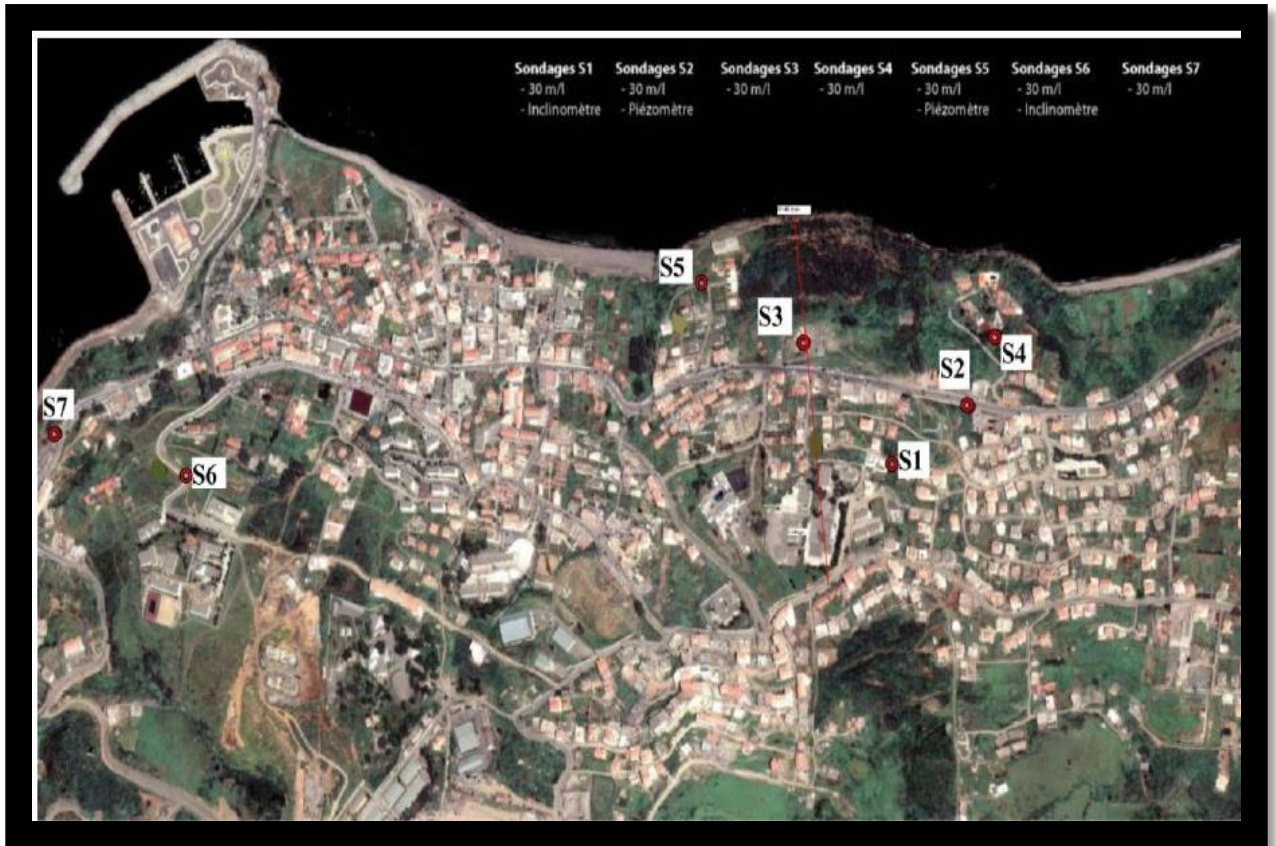 Sondages S1 Sondages S2 Sondages S3 Sondages S4 Sondages S5 Sondages S6 Sondages S7
- 30 m/l - 30 m/l - 30 m/l - 30 m/l - 30 m/l - 30 m/l - 30 m/l
- Inclinomètre - Piézomètre - Piézomètre - Inclinomètre
S5
S3
S4
S2
S7
S1
S6